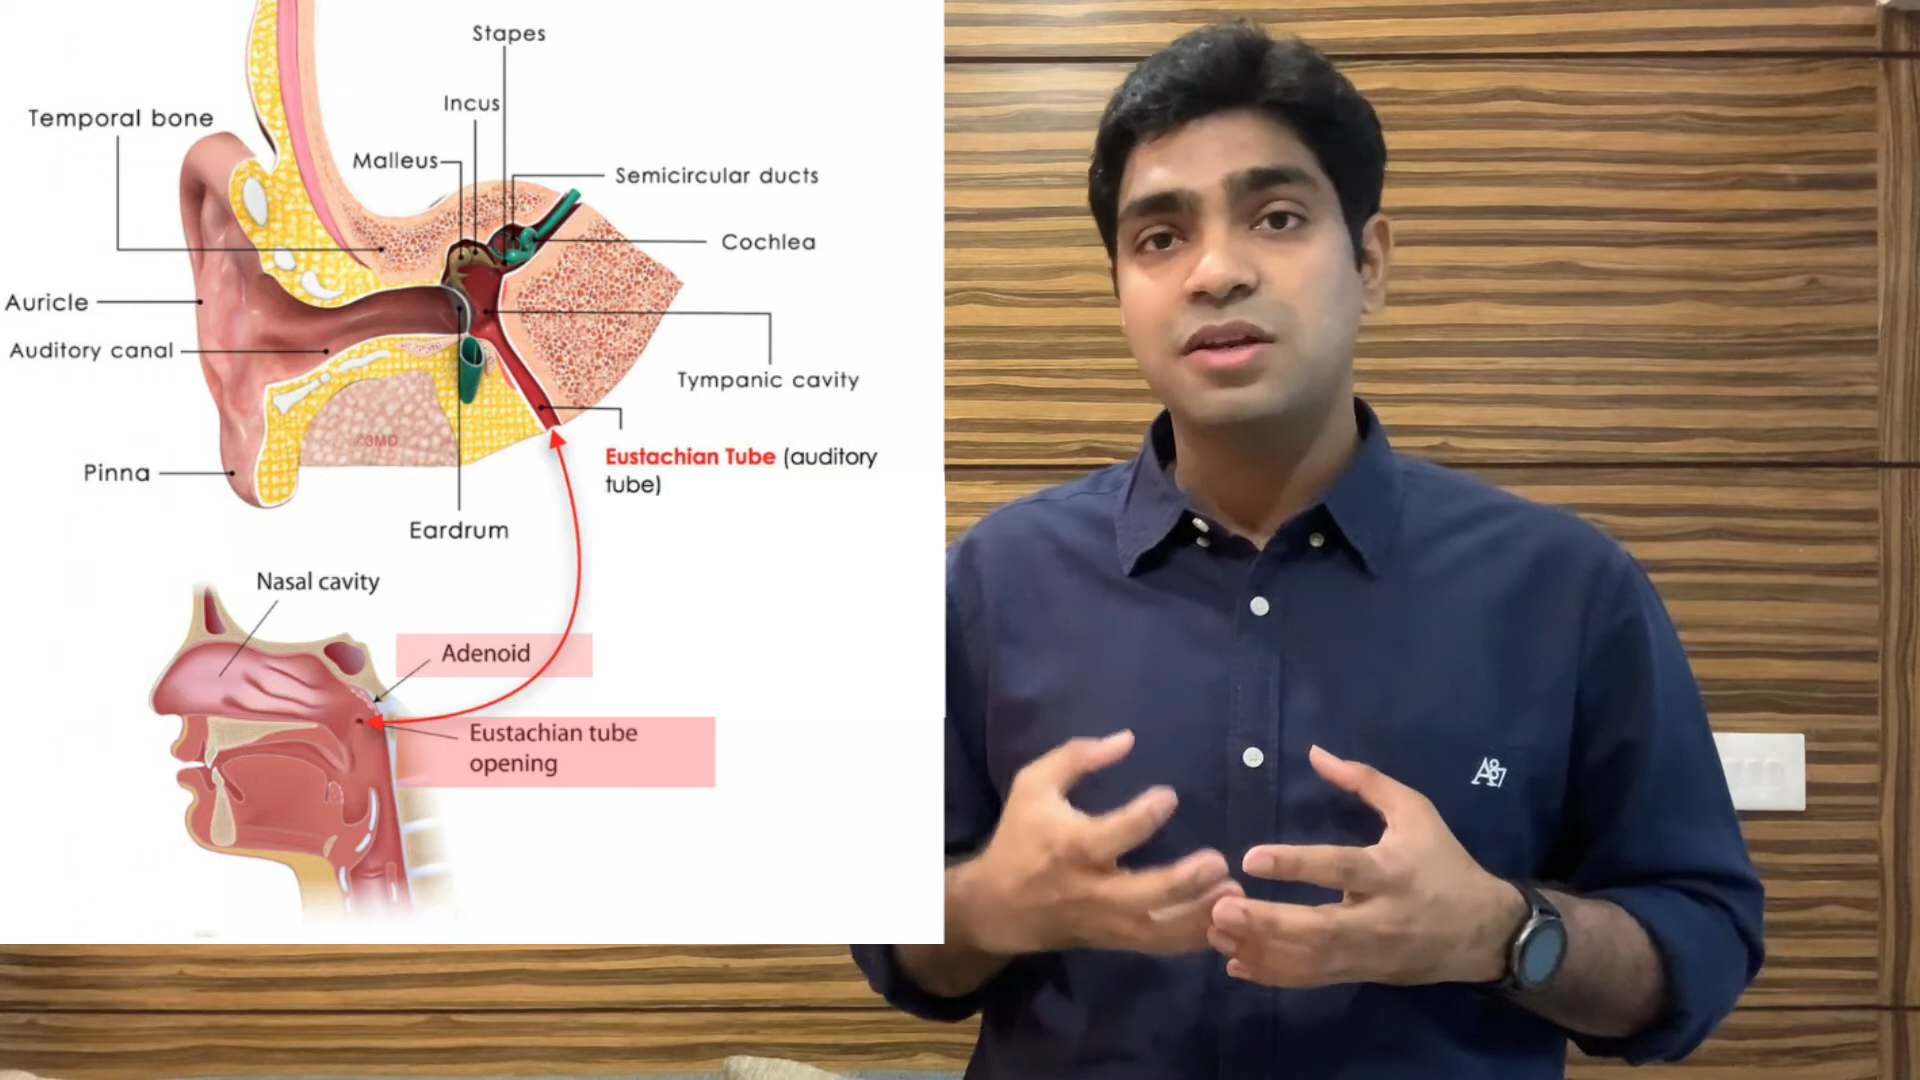 Stapes
Incus
Temporal bone
Malleus
Semicircular ducts
Cochlea
Auricle
Auditory canal
Tympanic cavity
Eustachian Tube (auditory
tube)
Pinna
Eardrum
Nasal cavity
Adenoid
Eustachian tube
opening